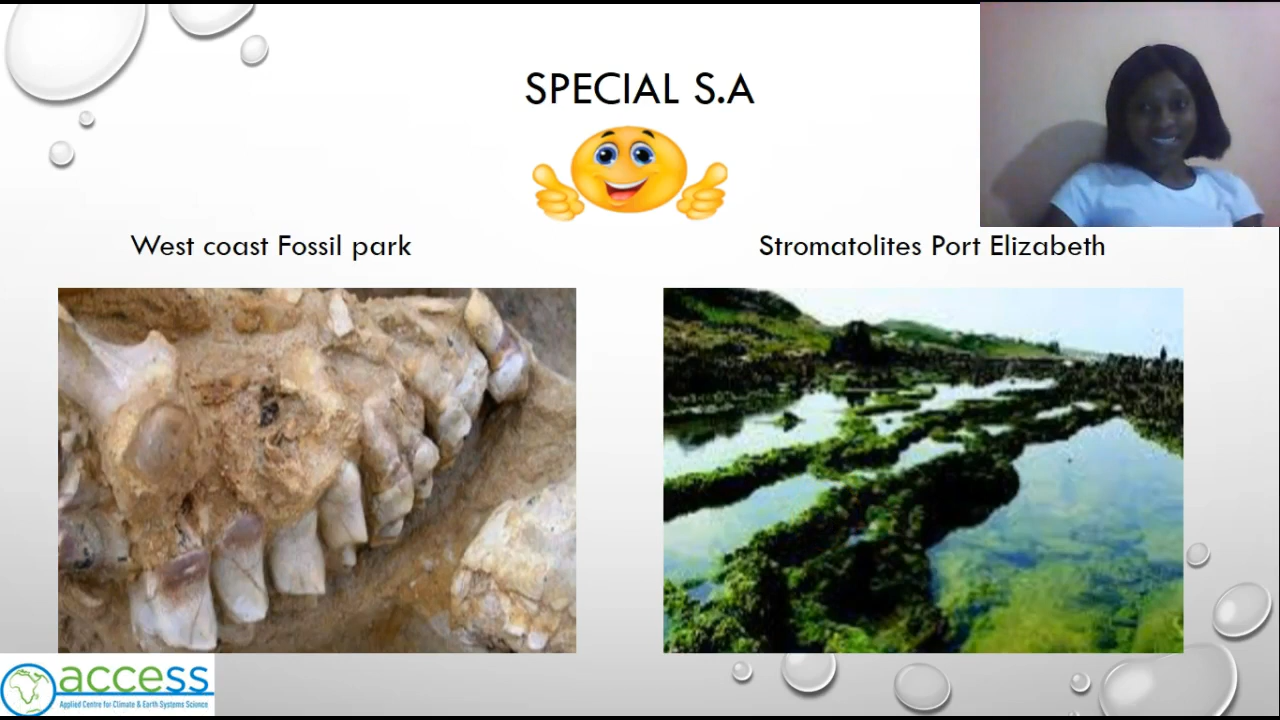 SPECIAL S.A
West coast Fossil park
Stromatolites Port Elizabeth
access
Applied Centre for Climate & Earth Systems Science